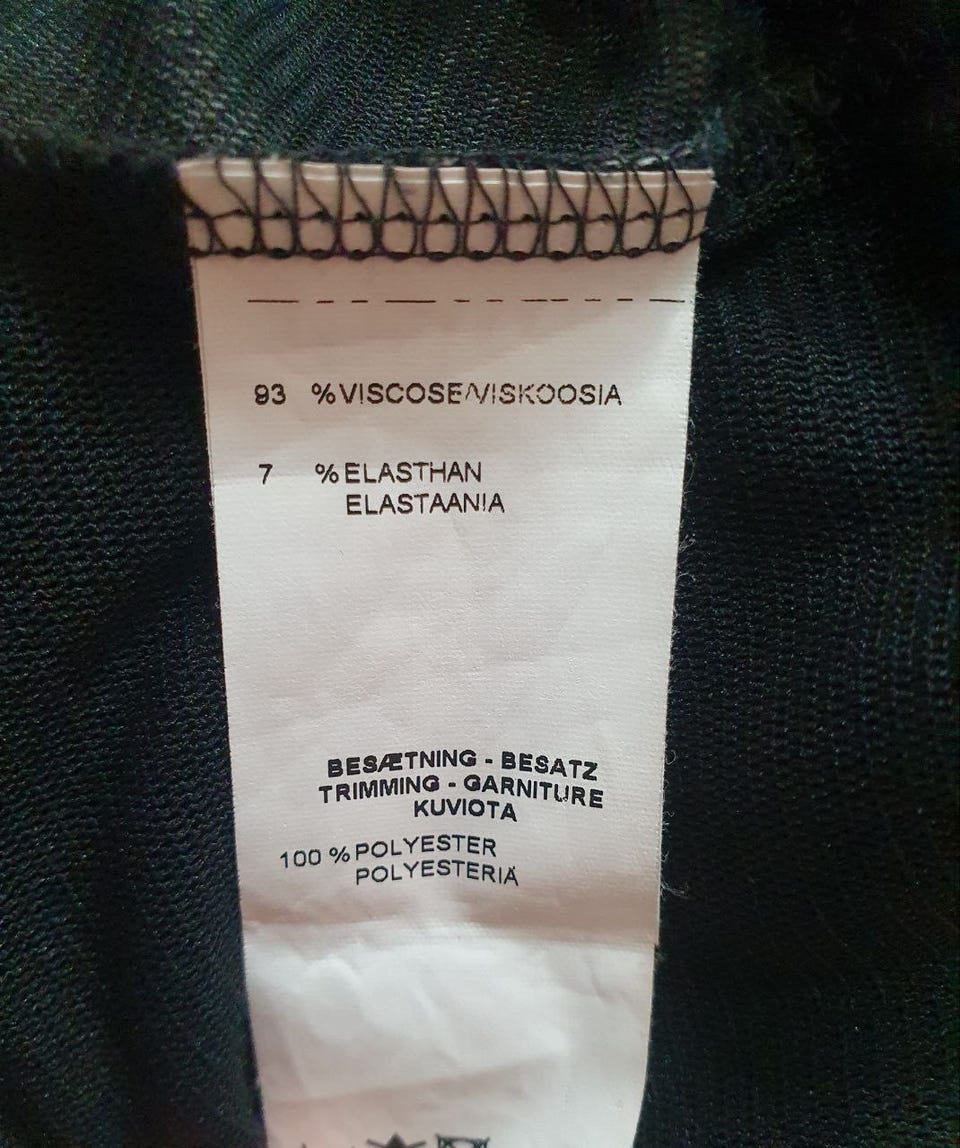 93 %VISCOSE/VISKOOSIA
7 %ELASTHAN
ELASTAANIA
BESÆTNING - BESATZ
TRIMMING - GARNITURE
KUVIOTA
100 %POLYESTER
POLYESTERIÄ